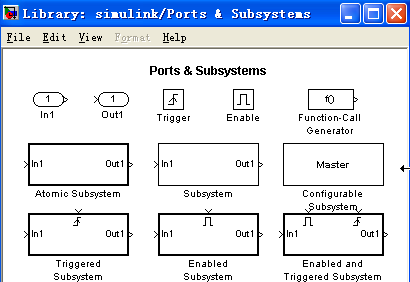 Library: simulink/Ports & Subsystems
File Edit View Format Help
Ports & Subsystems
1 1 f()
In1 Out1 Trigger Enable Function-Call
Generator
In1 Out1 In1 Out1 Master
Atomic Subsystem Subsystem Configurable
Subsystem
In1 Out1 In1 Out1 In1 Out1
Triggered Enabled Enabled and
Subsystem Subsystem Triggered Subsystem